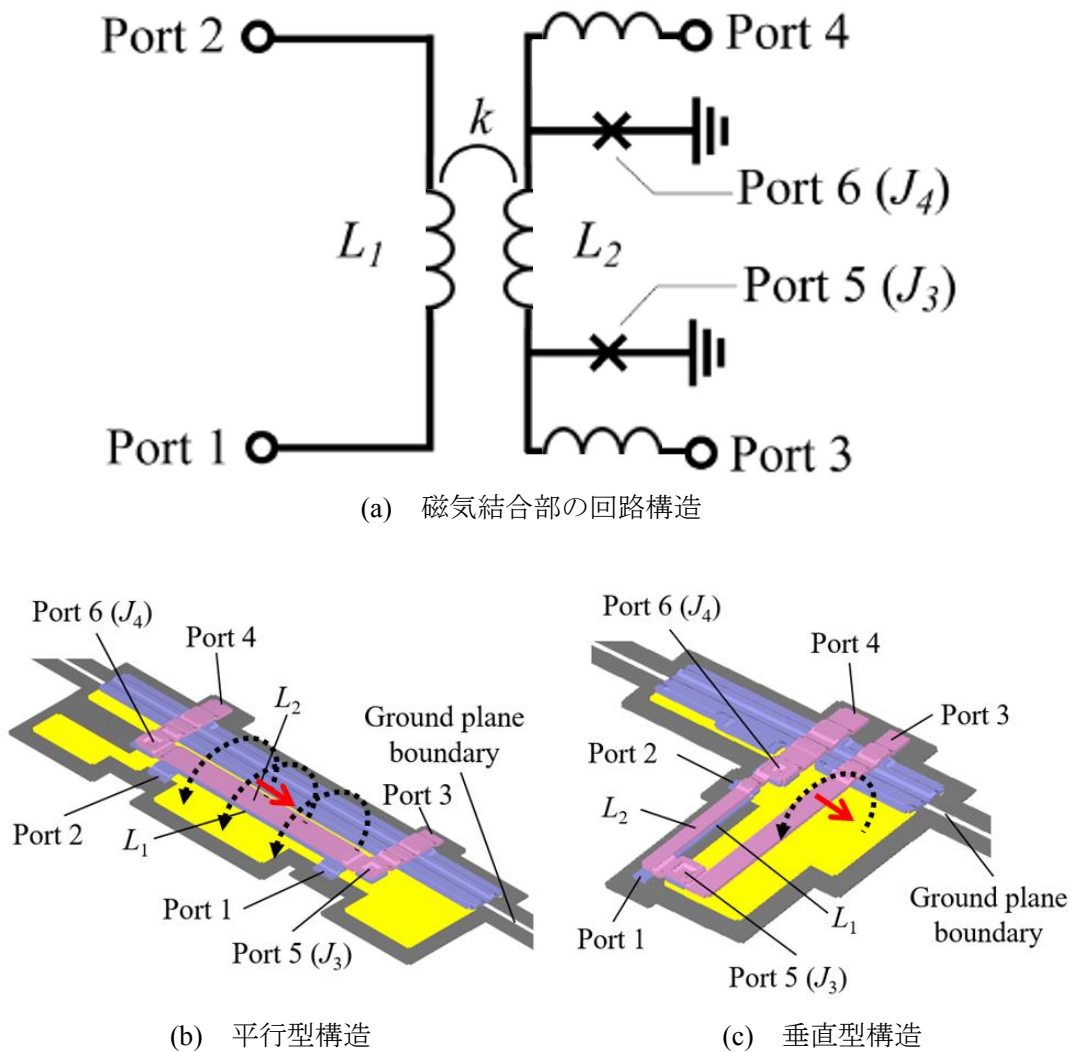 Port 2
Port 4
k
Port 6 (J4)
L1
L2
Port 5 (J3)
Port 1
Port 3
(a) 磁気結合部の回路構造
Port 6 (J4)
Port 4
L2
Ground plane
boundary
Port 3
Port 2
L1
Port 1
Port 5 (J3)
(b) 平行型構造
Port 6 (J4)
Port 4
Port 3
Port 2
L2
Port 1
L1
Ground plane
boundary
Port 5 (J3)
(c) 垂直型構造